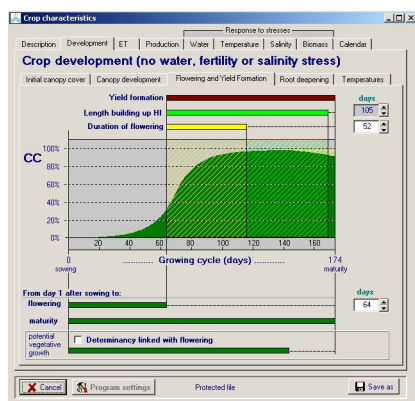 Crop characteristics
Response to stresses
Description Development ET Production Water Temperature Salinity Biomass Calendar
Crop development (no water, fertility or salinity stress)
Initial canopy cover Canopy development Flowering and Yield Formation Root deepening Temperatures
Yield formation days
Length building up HI 105
Duration of flowering 52
CC 100%
80%
60%
40%
20%
0%
20 40 60 80 100 120 140 160
0 .......... Growing cycle (days) ............ 174
sowing maturity
From day 1 after sowing to: days
flowering 64
maturity
potential vegetative growth
Determinancy linked with flowering
Cancel Program settings Protected file Save as